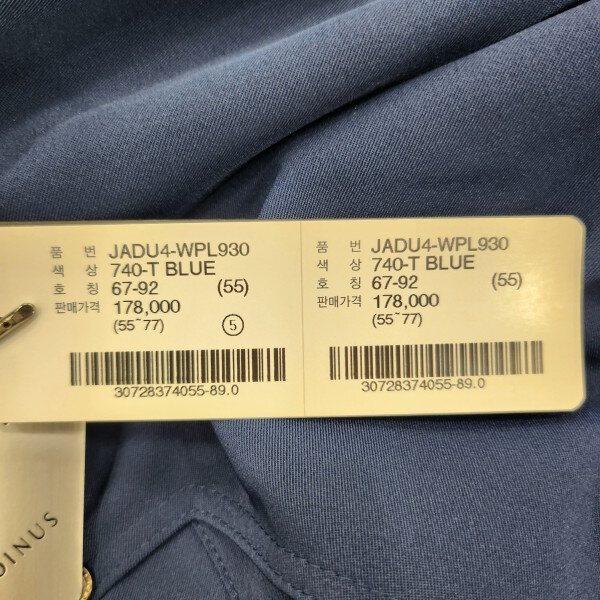 품 번 JADU4-WPL930
색 상 740-T BLUE
호 칭 67-92 (55)
판매가격 178,000
(55~77) 5
30728374055-89.0
품 번 JADU4-WPL930
색 상 740-T BLUE
호 칭 67-92 (55)
판매가격 178,000
(55~77)
30728374055-89.0
INUS